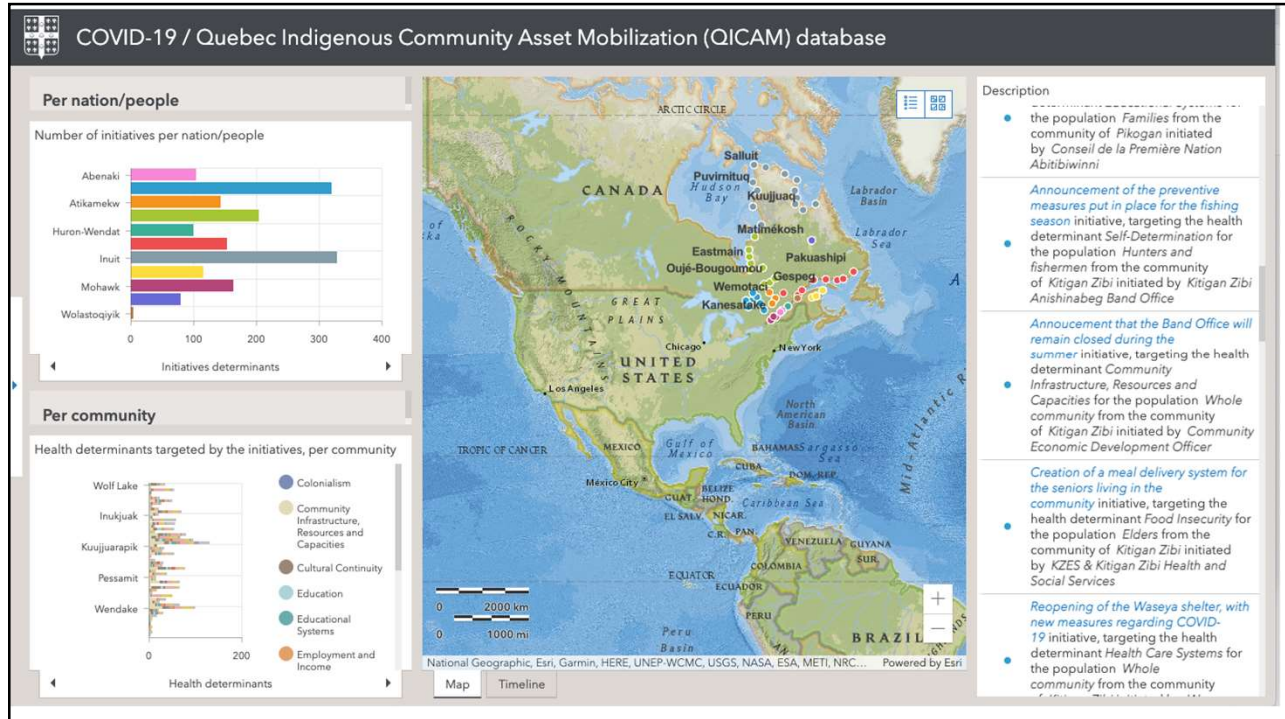 COVID-19 / Quebec Indigenous Community Asset Mobilization (QICAM) database
Per nation/people
Number of initiatives per nation/people
Abenaki
Atikamekw
Huron-Wendat
Inuit
Mohawk
Wolastoqiyik
0 100 200 300 400
Initiatives determinants
Per community
Health determinants targeted by the initiatives, per community
Wolf Lake
Inukjuak
Kuujjuarapik
Pessamit
Wendake
0 200
Colonialism
Community
Infrastructure,
Resources and
Capacities
Cultural Continuity
Education
Educational
Systems
Employment and
Income
Health determinants
ARCTIC CIRCLE
Salluit
Puvirnituq
Hudson
Bay
Kuujjuaq
CANADA
Labrador
Basin
Matimekosh
Labrador
Sea
Eastmain
Pakuashipi
Oujé-Bougoumou
Gespeg
Wemotaci
Kanesatake
ROCKY MOUNTAINS
GREAT
PLAINS
Chicago
New York
UNITED
STATES
Los Angeles
North
American
Basin
Mid-Atlantic
TROPIC OF CANCER
MEXICO
Gulf of
Mexico
BAHAMAS
Sargasso
Sea
CUBA
DOM. REP.
Mexico City
BELIZE
GUAT.
HOND.
Caribbean Sea
EL SALV.
NICAR.
C.R.
PAN.
VENEZUELA
GUYANA
SUR.
COLOMBIA
EQUATOR
ECUADOR
PERU
Peru
Basin
BRAZIL
0 2000 km
0 1000 mi
+
−
National Geographic, Esri, Garmin, HERE, UNEP-WCMC, USGS, NASA, ESA, METI, NRC... Powered by Esri
Map Timeline
Description
the population Families from the
community of Pikogan initiated
by Conseil de la Première Nation
Abitibiwinni
Announcement of the preventive
measures put in place for the fishing
season initiative, targeting the health
determinant Self-Determination for
the population Hunters and
fishermen from the community
of Kitigan Zibi initiated by Kitigan Zibi
Anishinabeg Band Office
Annoucement that the Band Office will
remain closed during the
summer initiative, targeting the health
determinant Community
Infrastructure, Resources and
Capacities for the population Whole
community from the community
of Kitigan Zibi initiated by Community
Economic Development Officer
Creation of a meal delivery system for
the seniors living in the
community initiative, targeting the
health determinant Food Insecurity for
the population Elders from the
community of Kitigan Zibi initiated
by KZES & Kitigan Zibi Health and
Social Services
Reopening of the Waseya shelter, with
new measures regarding COVID-
19 initiative, targeting the health
determinant Health Care Systems for
the population Whole
community from the community